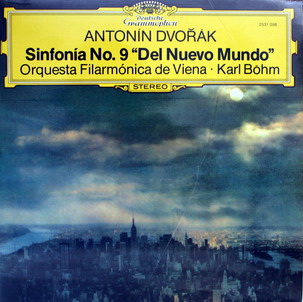 Deutsche
Grammophon
ANTONÍN DVOŘÁK
Sinfonía No. 9 "Del Nuevo Mundo"
Orquesta Filarmónica de Viena · Karl Böhm
STEREO